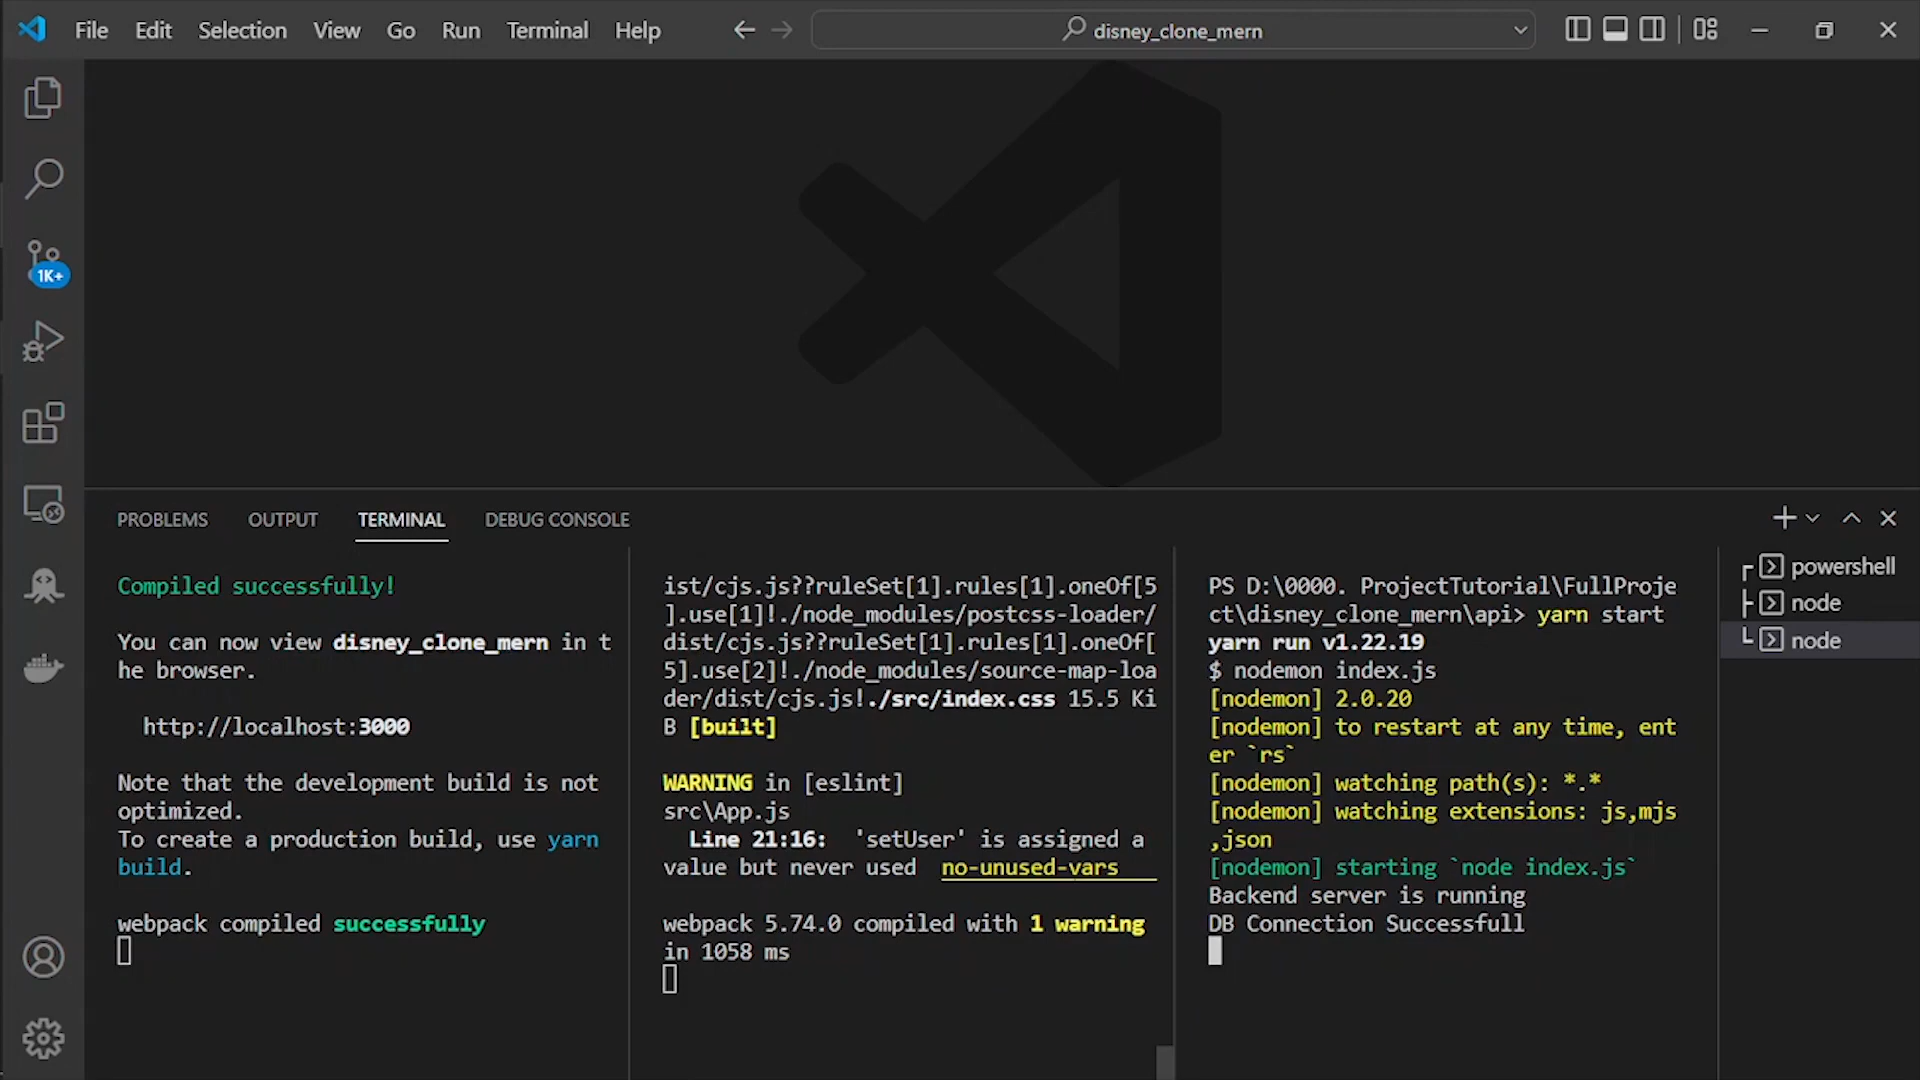 File Edit Selection View Go Run Terminal Help
disney_clone_mern
1K+
PROBLEMS OUTPUT TERMINAL DEBUG CONSOLE
Compiled successfully!
You can now view disney_clone_mern in t
he browser.
http://localhost:3000
Note that the development build is not
optimized.
To create a production build, use yarn
build.
webpack compiled successfully
ist/cjs.js??ruleSet[1].rules[1].oneOf[5
].use[1]!./node_modules/postcss-loader/
dist/cjs.js??ruleSet[1].rules[1].oneOf[
5].use[2]!./node_modules/source-map-loa
der/dist/cjs.js!./src/index.css 15.5 Ki
B [built]
WARNING in [eslint]
src\App.js
Line 21:16: 'setUser' is assigned a
value but never used no-unused-vars
webpack 5.74.0 compiled with 1 warning
in 1058 ms
PS D:\0000. ProjectTutorial\FullProje
ct\disney_clone_mern\api> yarn start
yarn run v1.22.19
$ nodemon index.js
[nodemon] 2.0.20
[nodemon] to restart at any time, ent
er `rs`
[nodemon] watching path(s): *.*
[nodemon] watching extensions: js,mjs
,json
[nodemon] starting `node index.js`
Backend server is running
DB Connection Successfull
powershell
node
node